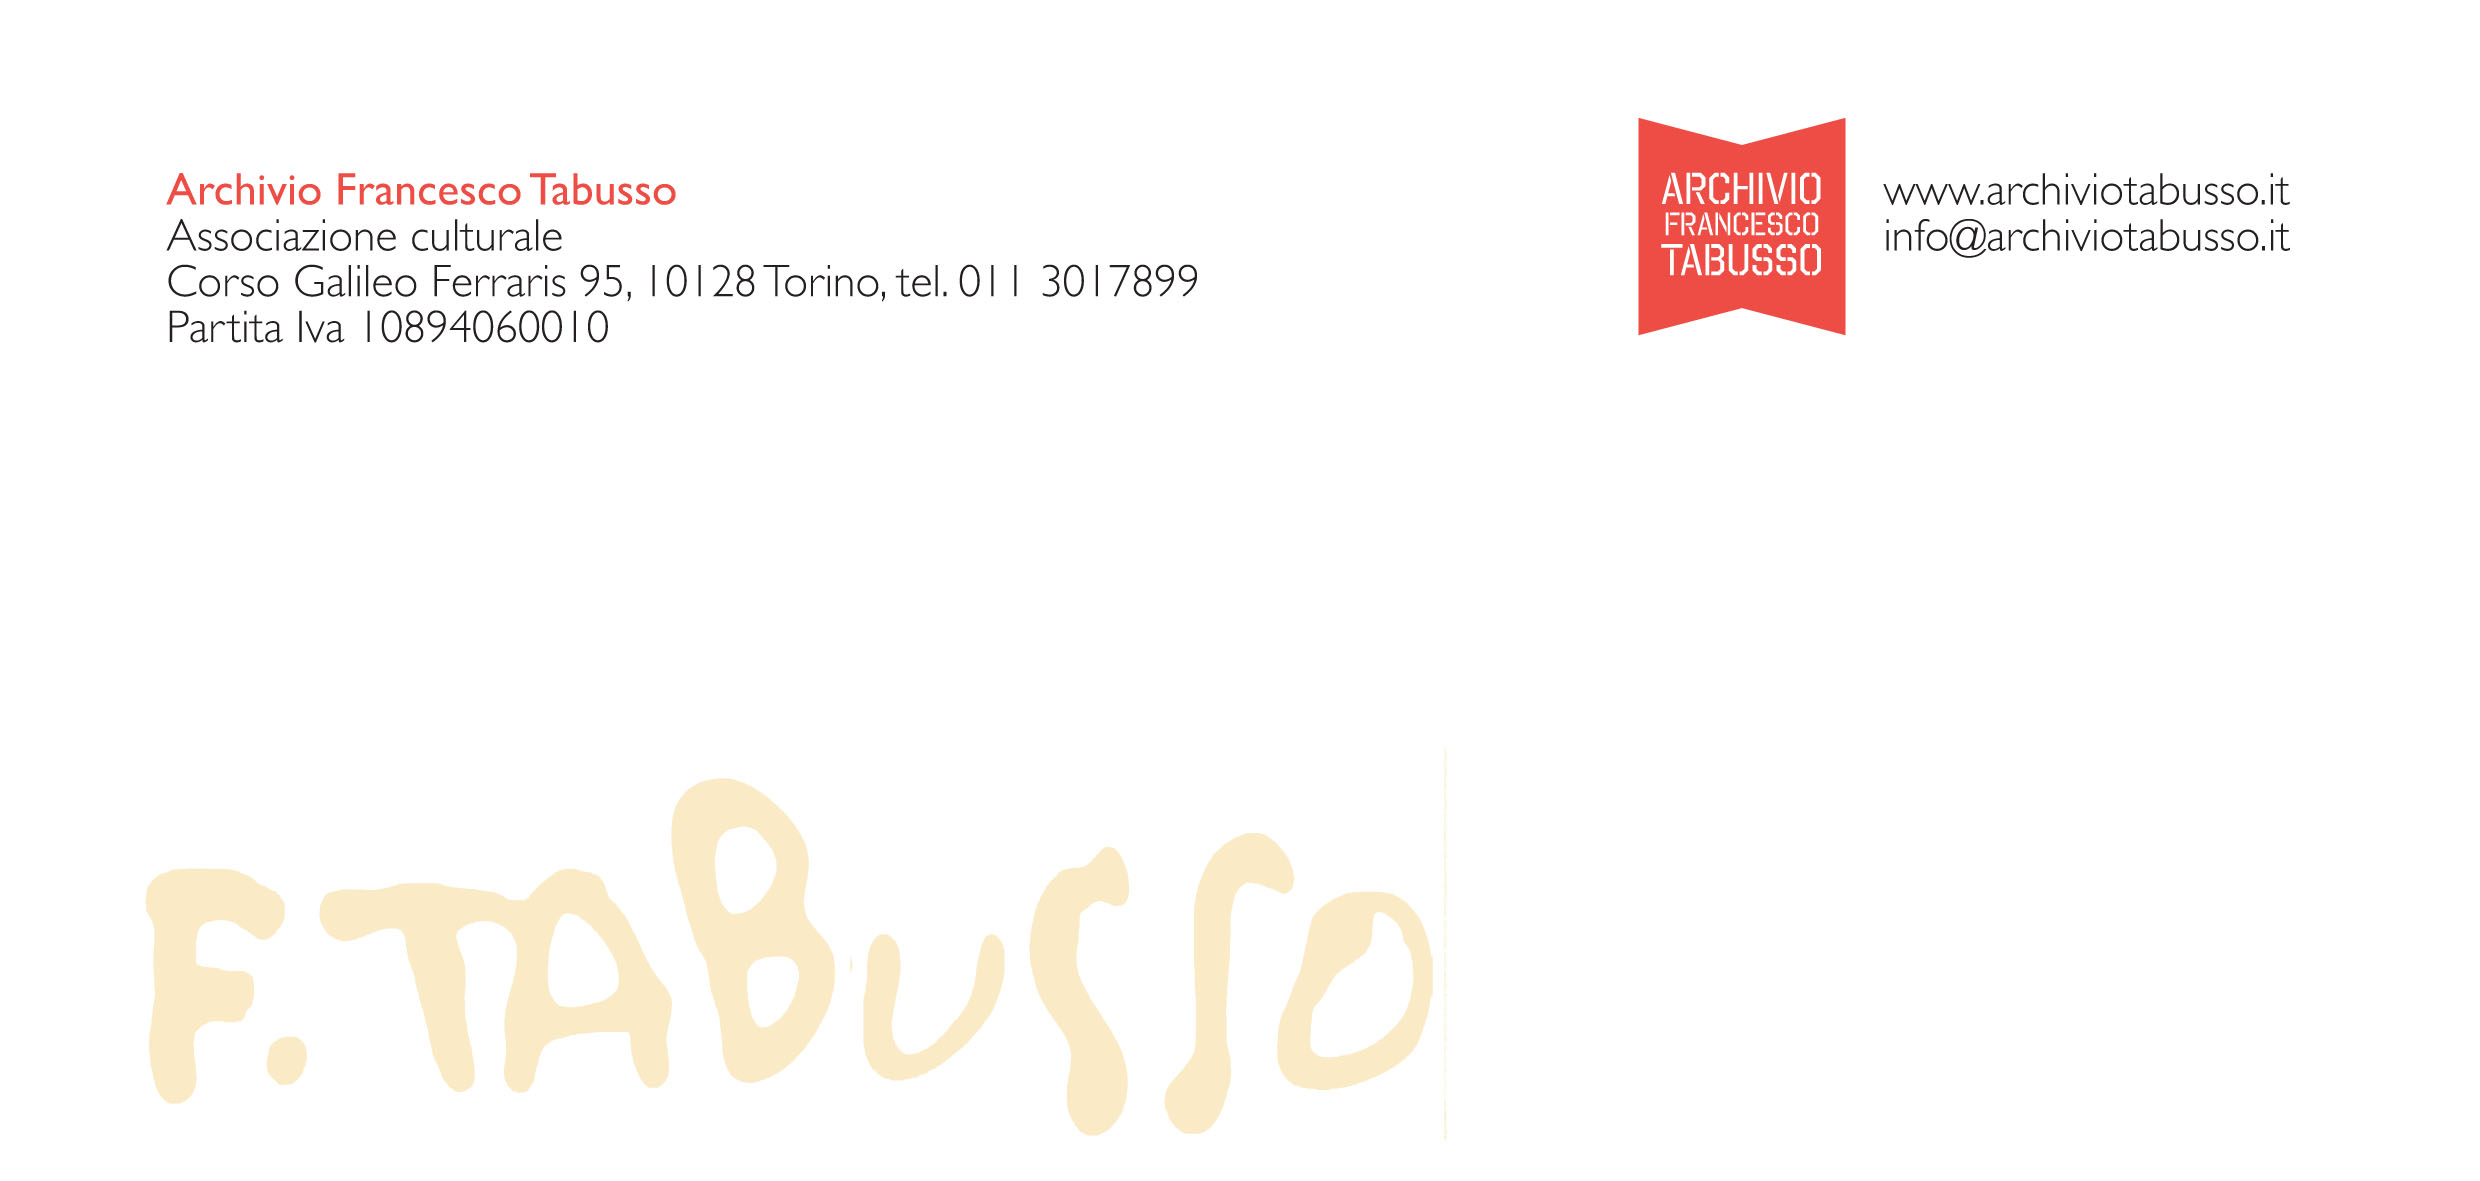 Archivio Francesco Tabusso
Associazione culturale
Corso Galileo Ferraris 95, 10128 Torino, tel. 011 3017899
Partita Iva 10894060010
ARCHIVIO
FRANCESCO
TABUSSO
www.archiviotabusso.it
info@archiviotabusso.it
F. TABUSSO